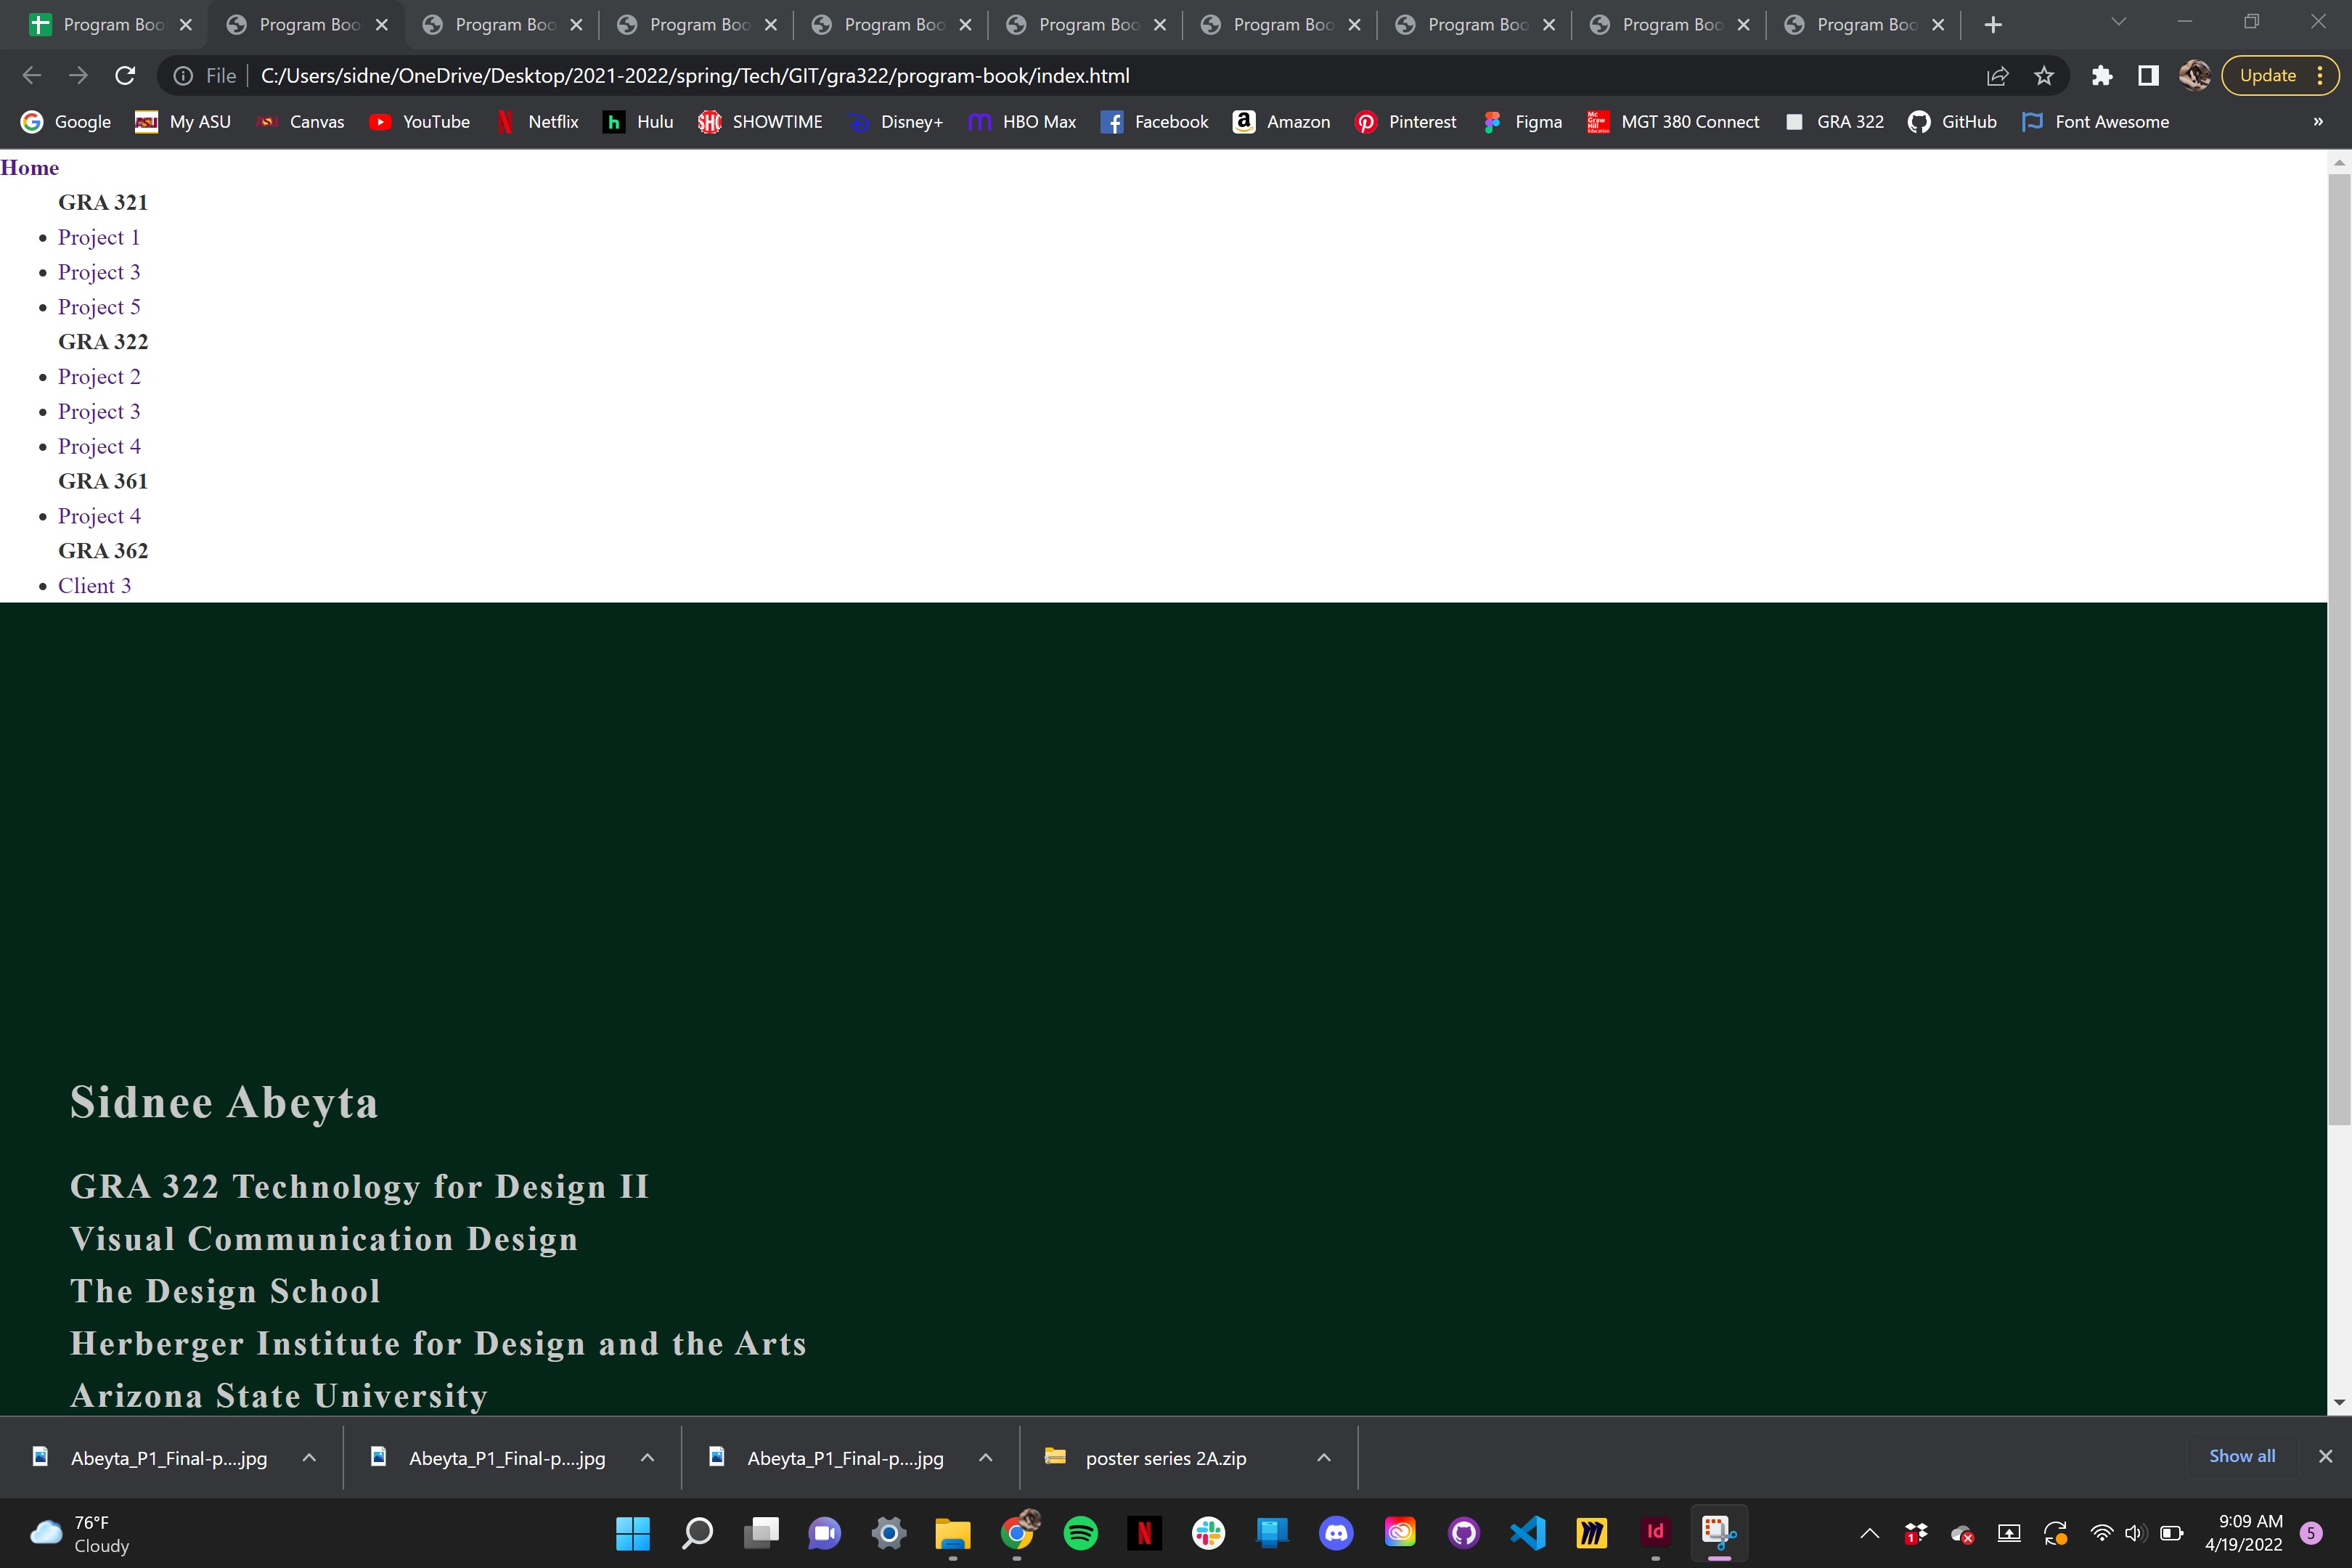 Program Boo Program Boo Program Boo Program Boo Program Boo Program Boo Program Boo Program Boo Program Boo Program Boo
File C:/Users/sidne/OneDrive/Desktop/2021-2022/spring/Tech/GIT/gra322/program-book/index.html Update
Google My ASU Canvas YouTube Netflix Hulu SHOWTIME Disney+ HBO Max Facebook Amazon Pinterest Figma MGT 380 Connect GRA 322 GitHub Font Awesome »
Home
GRA 321
Project 1
Project 3
Project 5
GRA 322
Project 2
Project 3
Project 4
GRA 361
Project 4
GRA 362
Client 3
Sidnee Abeyta
GRA 322 Technology for Design II
Visual Communication Design
The Design School
Herberger Institute for Design and the Arts
Arizona State University
Abeyta_P1_Final-p....jpg Abeyta_P1_Final-p....jpg Abeyta_P1_Final-p....jpg poster series 2A.zip Show all
76°F
Cloudy
9:09 AM
4/19/2022
5